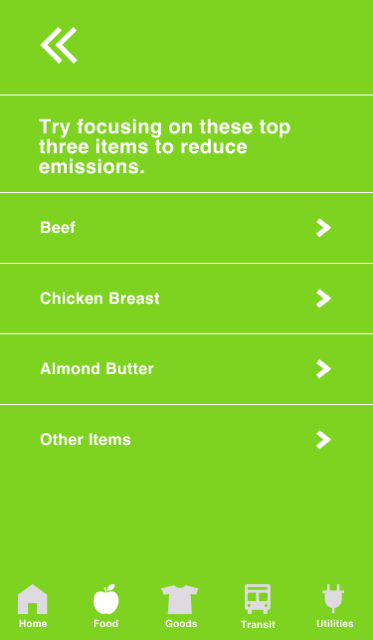 Try focusing on these top
three items to reduce
emissions.
Beef
Chicken Breast
Almond Butter
Other Items
Home
Food
Goods
Transit
Utilities